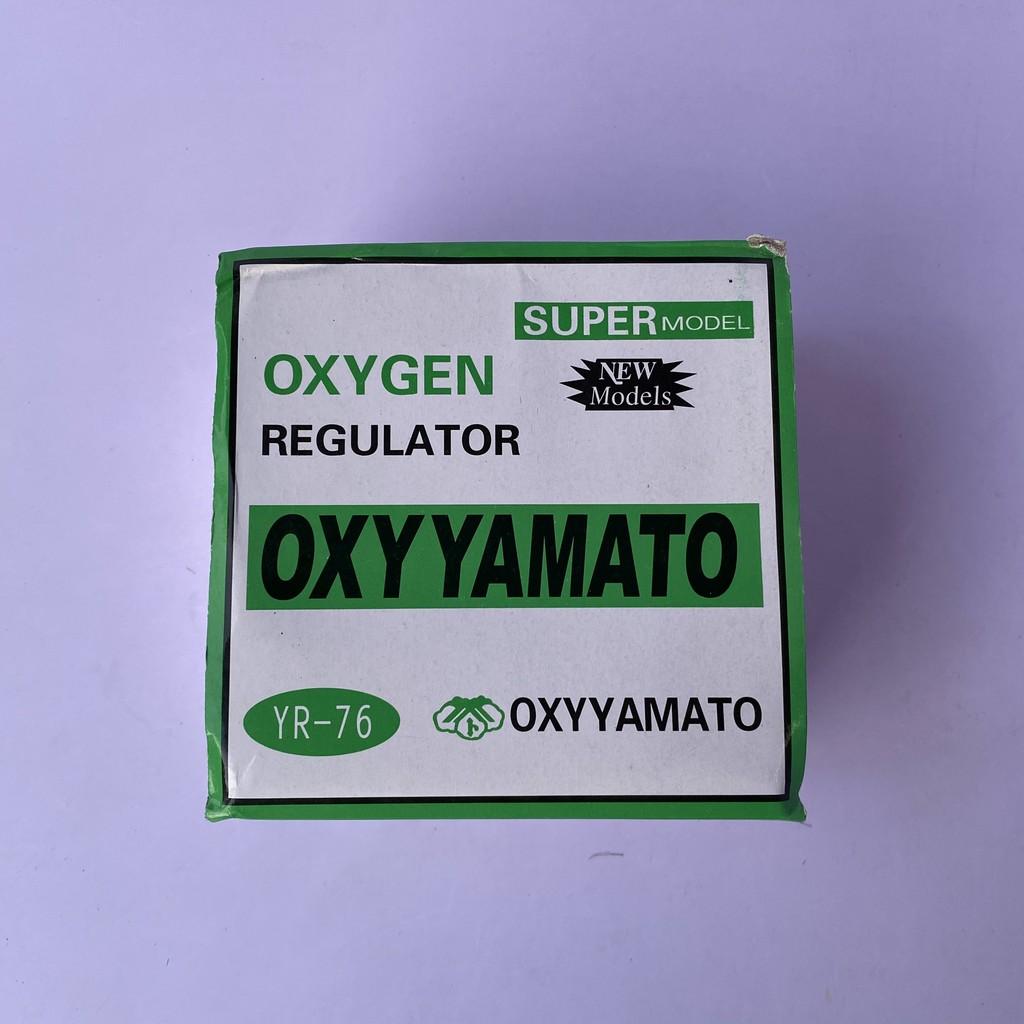 SUPER MODEL
OXYGEN
NEW
Models
REGULATOR
OXYYAMATO
YR-76
OXYYAMATO